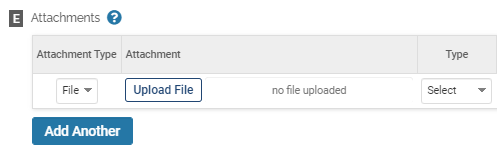 E Attachments ?
Attachment Type Attachment Type
File Upload File no file uploaded Select
Add Another